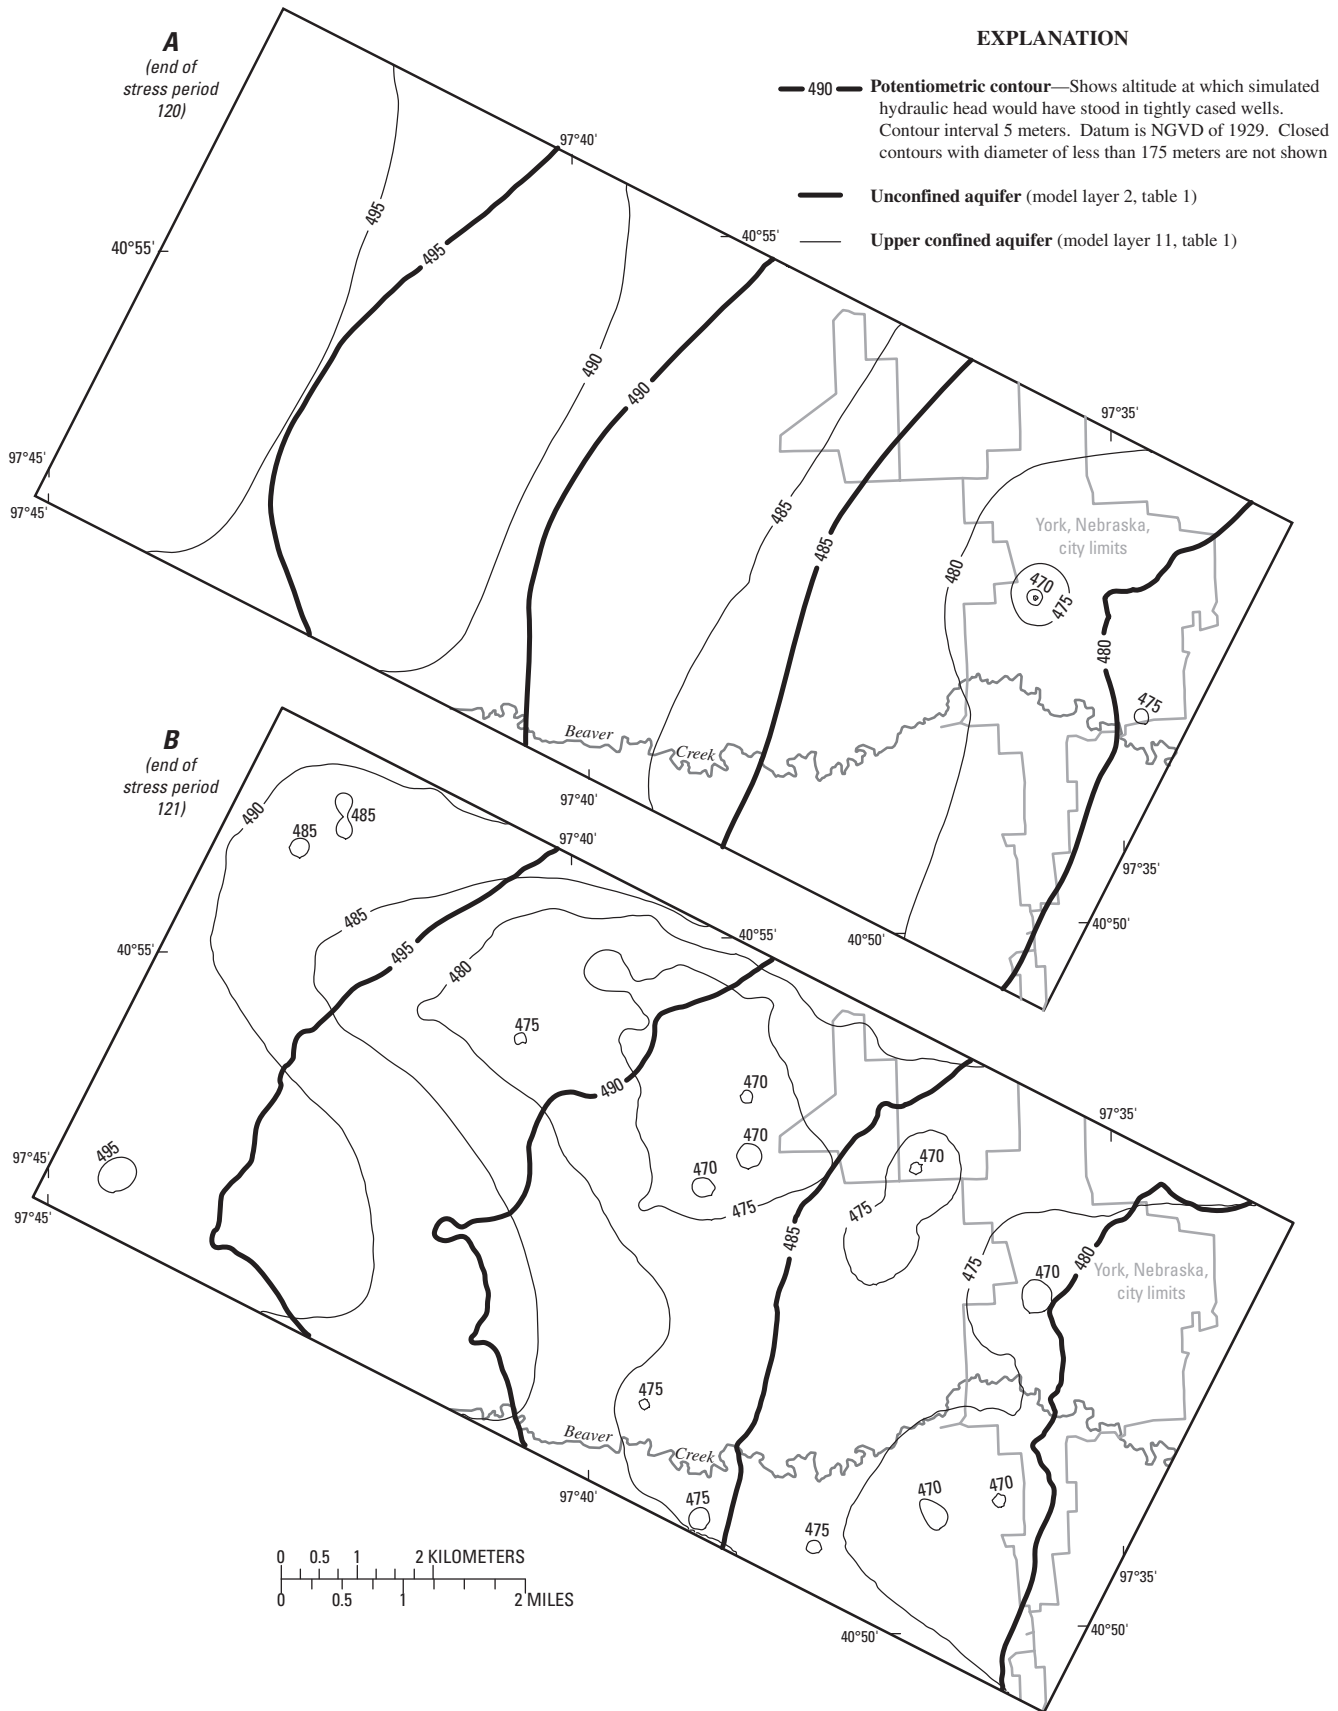 A
(end of
stress period
120)
EXPLANATION
490 Potentiometric contour—Shows altitude at which simulated
hydraulic head would have stood in tightly cased wells.
Contour interval 5 meters. Datum is NGVD of 1929. Closed
contours with diameter of less than 175 meters are not shown
Unconfined aquifer (model layer 2, table 1)
Upper confined aquifer (model layer 11, table 1)
97°40'
495
495
40°55'
40°55'
490
490
97°35'
97°45'
97°45'
485
485
York, Nebraska,
city limits
480
470
475
480
475
Beaver
Creek
97°40'
97°35'
40°50'
40°50'
B
(end of
stress period
121)
490
485
485
97°40'
485
495
40°55'
40°55'
480
475
490
470
470
470
470
97°35'
495
97°45'
97°45'
475
475
485
475
480
470
York, Nebraska,
city limits
475
Beaver
Creek
97°40'
475
475
470
470
97°35'
40°50'
40°50'
0 0.5 1 2 KILOMETERS
0 0.5 1 2 MILES